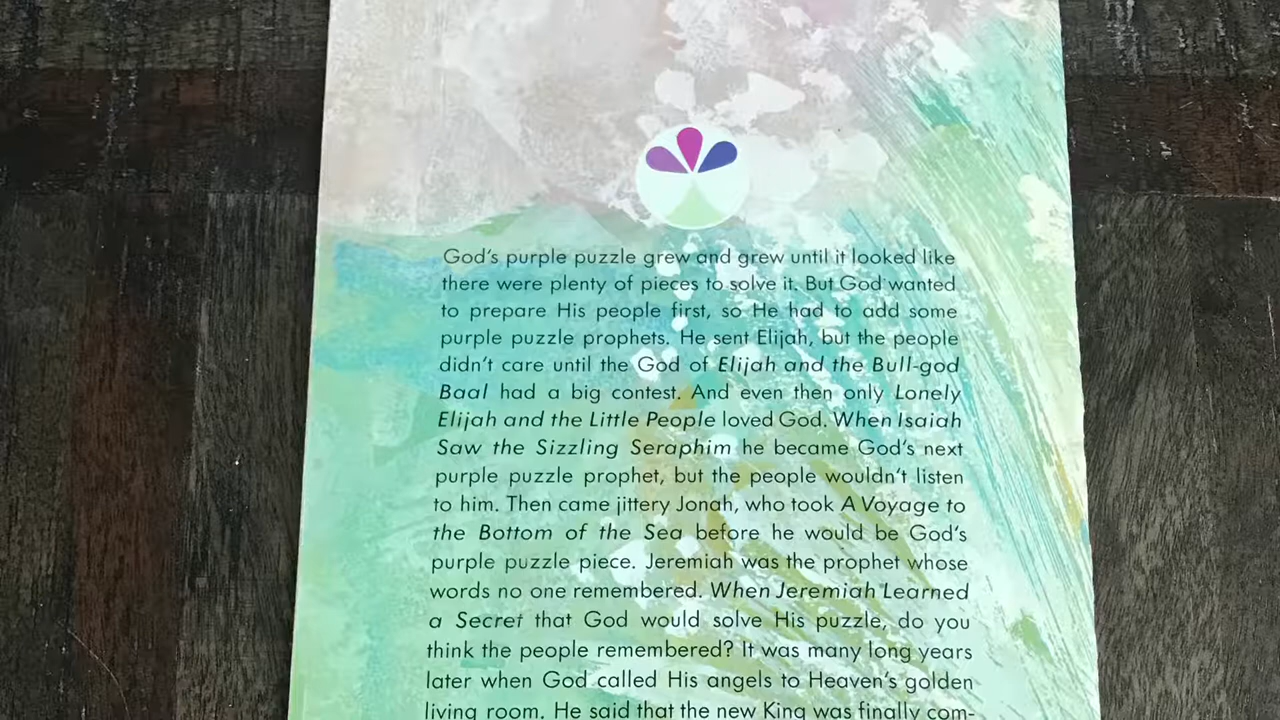 God's purple puzzle grew and grew until it looked like
there were plenty of pieces to solve it. But God wanted
to prepare His people first, so He had to add some
purple puzzle prophets. He sent Elijah, but the people
didn't care until the God of Elijah and the Bull-god
Baal had a big contest. And even then only Lonely
Elijah and the Little People loved God. When Isaiah
Saw the Sizzling Seraphim he became God's next
purple puzzle prophet, but the people wouldn't listen
to him. Then came jittery Jonah, who took A Voyage to
the Bottom of the Sea before he would be God's
purple puzzle piece. Jeremiah was the prophet whose
words no one remembered. When Jeremiah Learned
a Secret that God would solve His puzzle, do you
think the people remembered? It was many long years
later when God called His angels to Heaven's golden
living room. He said that the new King was finally com-